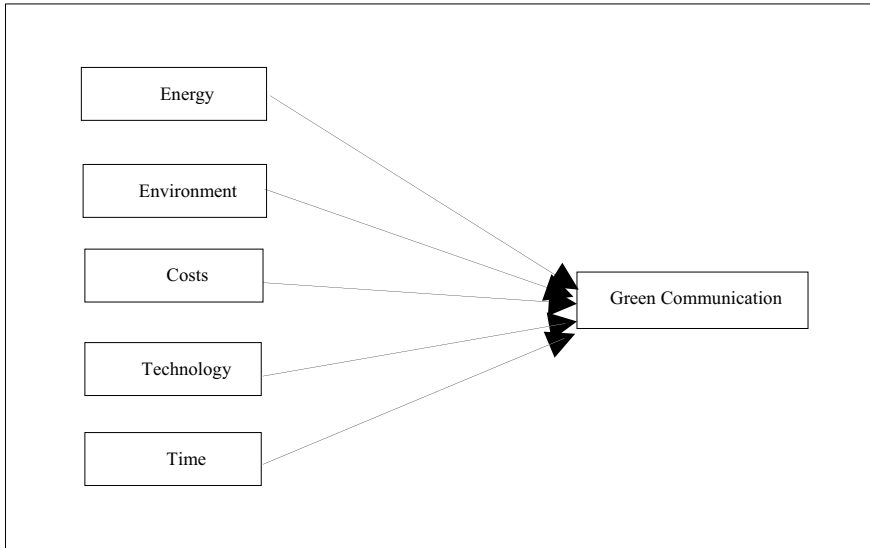 Energy
Environment
Costs
Green Communication
Technology
Time